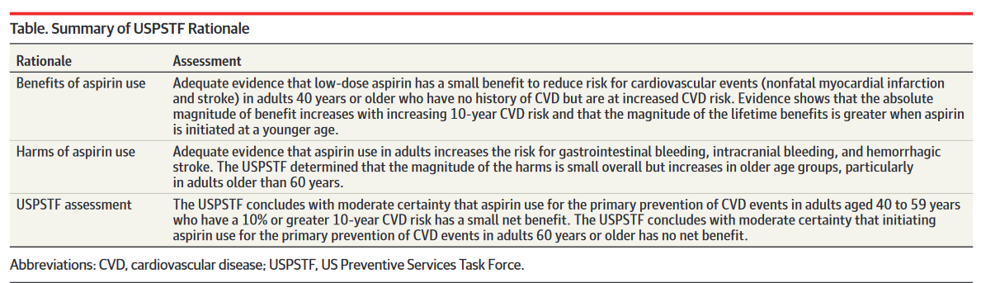 Table. Summary of USPSTF Rationale
Rationale Assessment
Benefits of aspirin use Adequate evidence that low-dose aspirin has a small benefit to reduce risk for cardiovascular events (nonfatal myocardial infarction
and stroke) in adults 40 years or older who have no history of CVD but are at increased CVD risk. Evidence shows that the absolute
magnitude of benefit increases with increasing 10-year CVD risk and that the magnitude of the lifetime benefits is greater when aspirin
is initiated at a younger age.
Harms of aspirin use Adequate evidence that aspirin use in adults increases the risk for gastrointestinal bleeding, intracranial bleeding, and hemorrhagic
stroke. The USPSTF determined that the magnitude of the harms is small overall but increases in older age groups, particularly
in adults older than 60 years.
USPSTF assessment The USPSTF concludes with moderate certainty that aspirin use for the primary prevention of CVD events in adults aged 40 to 59 years
who have a 10% or greater 10-year CVD risk has a small net benefit. The USPSTF concludes with moderate certainty that initiating
aspirin use for the primary prevention of CVD events in adults 60 years or older has no net benefit.
Abbreviations: CVD, cardiovascular disease; USPSTF, US Preventive Services Task Force.